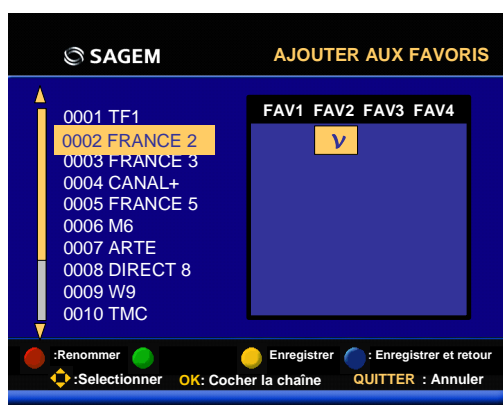 SAGEM
AJOUTER AUX FAVORIS
FAV1 FAV2 FAV3 FAV4
0001 TF1
0002 FRANCE 2
ν
0003 FRANCE 3
0004 CANAL+
0005 FRANCE 5
0006 M6
0007 ARTE
0008 DIRECT 8
0009 W9
0010 TMC
:Renommer
Enregistrer
: Enregistrer et retour
:Selectionner
OK: Cocher la chaîne
QUITTER : Annuler